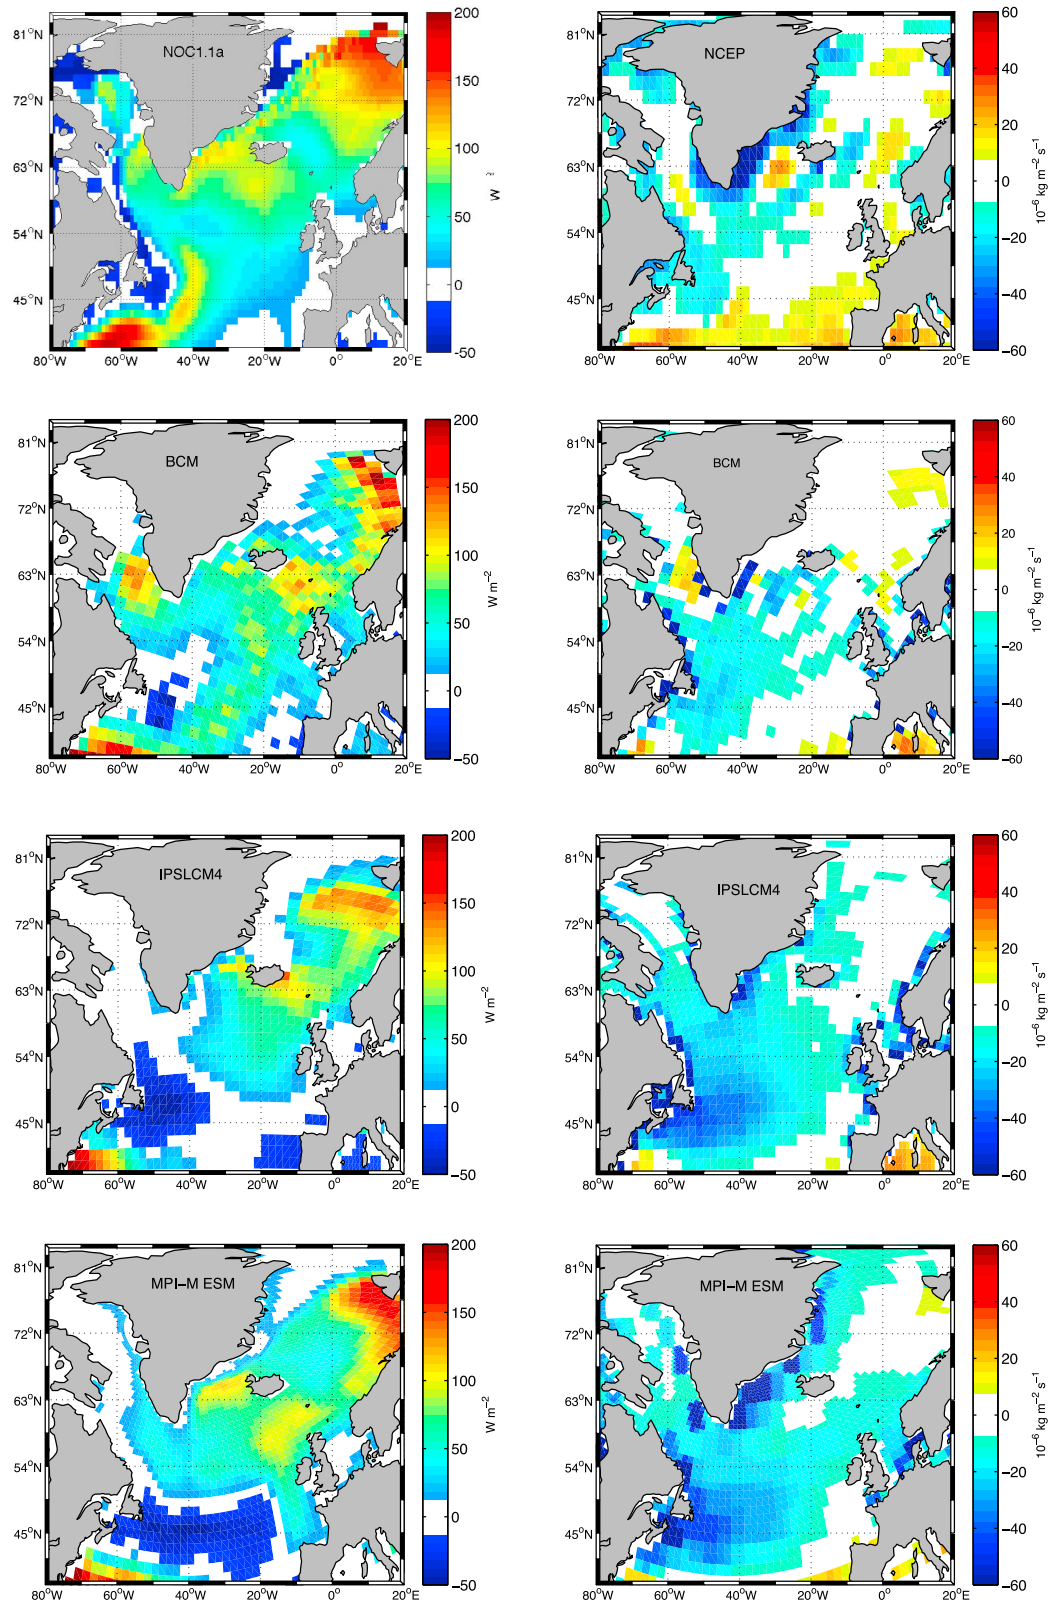 81°N
72°N
63°N
54°N
45°N
80°W 60°W 40°W 20°W 0° 20°E
NOC1.1a
200
150
100
50
0
−50
81°N
72°N
63°N
54°N
45°N
80°W 60°W 40°W 20°W 0° 20°E
NCEP
60
40
20
0
−20
−40
−60
10⁻⁶ kg m⁻² s⁻¹
81°N
72°N
63°N
54°N
45°N
80°W 60°W 40°W 20°W 0° 20°E
BCM
200
150
100
50
0
−50
W m⁻²
81°N
72°N
63°N
54°N
45°N
80°W 60°W 40°W 20°W 0° 20°E
BCM
60
40
20
0
−20
−40
−60
10⁻⁶ kg m⁻² s⁻¹
81°N
72°N
63°N
54°N
45°N
80°W 60°W 40°W 20°W 0° 20°E
IPSLCM4
200
150
100
50
0
−50
W m⁻²
81°N
72°N
63°N
54°N
45°N
80°W 60°W 40°W 20°W 0° 20°E
IPSLCM4
60
40
20
0
−20
−40
−60
10⁻⁶ kg m⁻² s⁻¹
81°N
72°N
63°N
54°N
45°N
80°W 60°W 40°W 20°W 0° 20°E
MPI−M ESM
200
150
100
50
0
−50
W m⁻²
81°N
72°N
63°N
54°N
45°N
80°W 60°W 40°W 20°W 0° 20°E
MPI−M ESM
60
40
20
0
−20
−40
−60
10⁻⁶ kg m⁻² s⁻¹